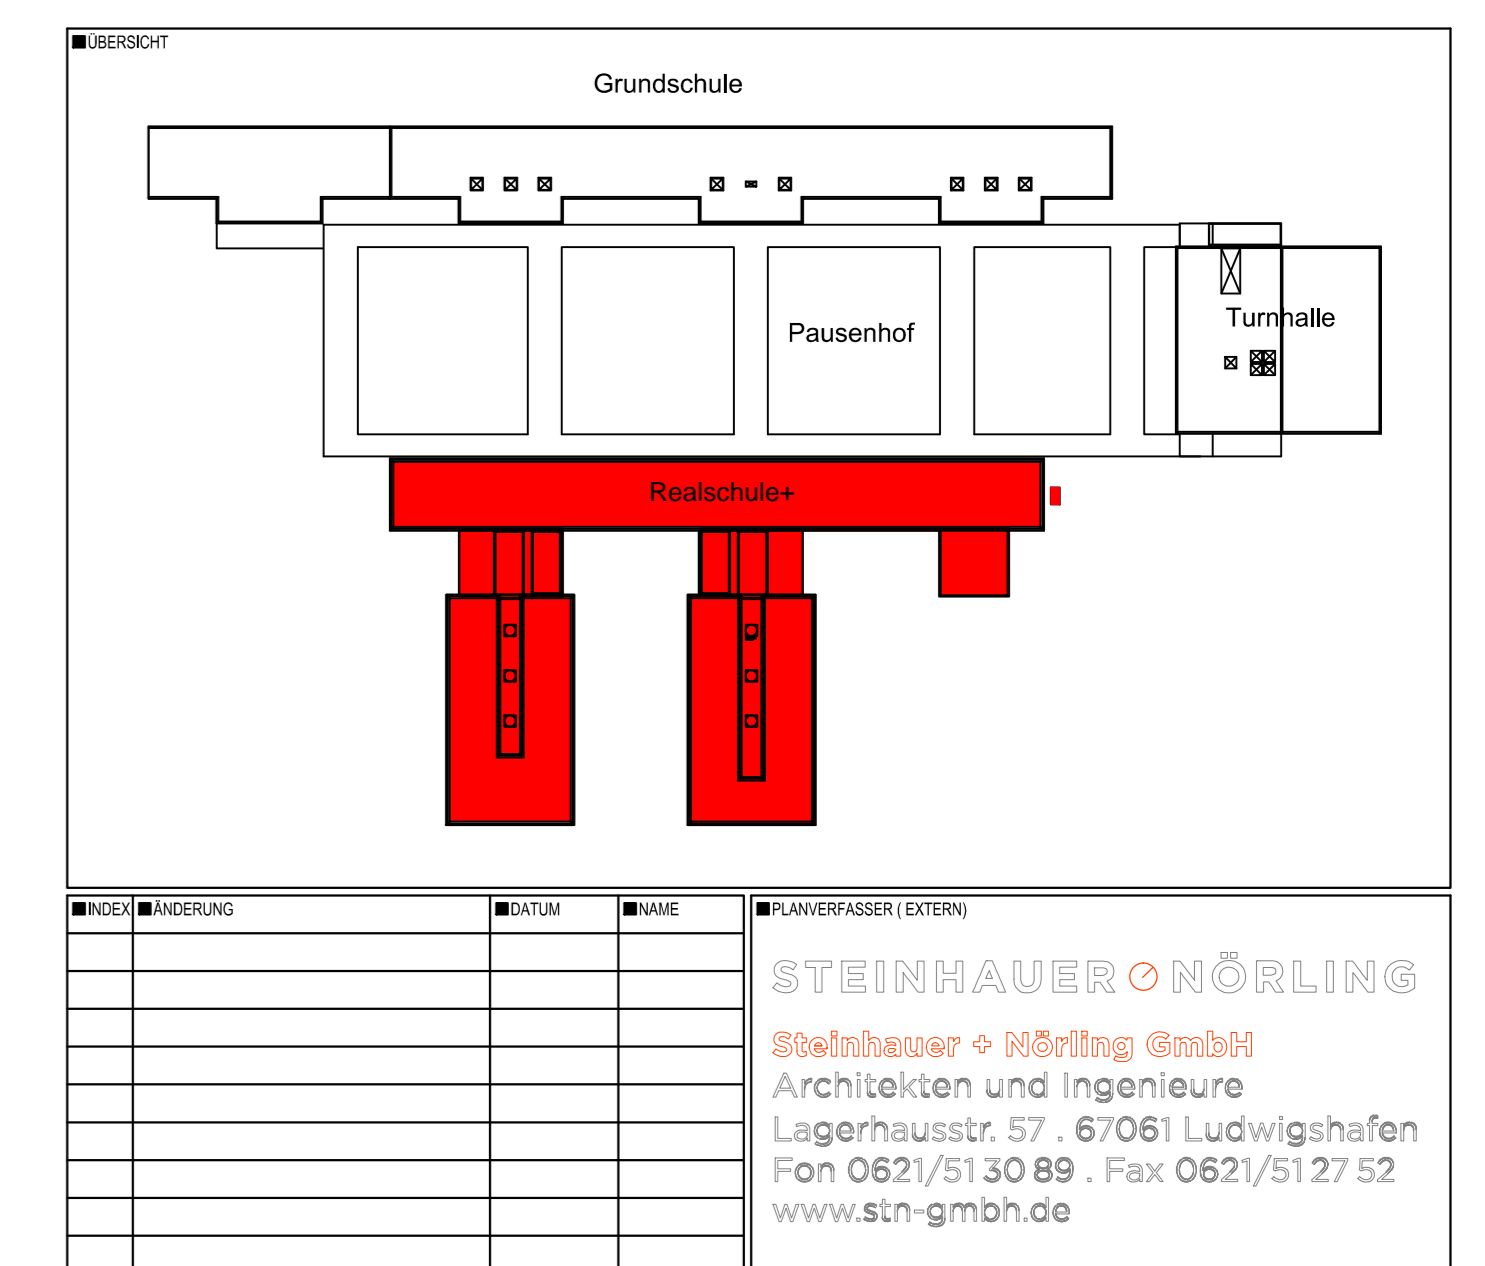 ÜBERSICHT
Grundschule
Turnhalle
Pausenhof
Realschule+
INDEX ÄNDERUNG DATUM NAME PLANVERFASSER ( EXTERN)
STEINHAUER NÖRLING
Steinhauer + Nörling GmbH
Architekten und Ingenieure
Lagerhausstr. 57 . 67061 Ludwigshafen
Fon 0621/51 30 89 . Fax 0621/51 27 52
www.stn-gmbh.de